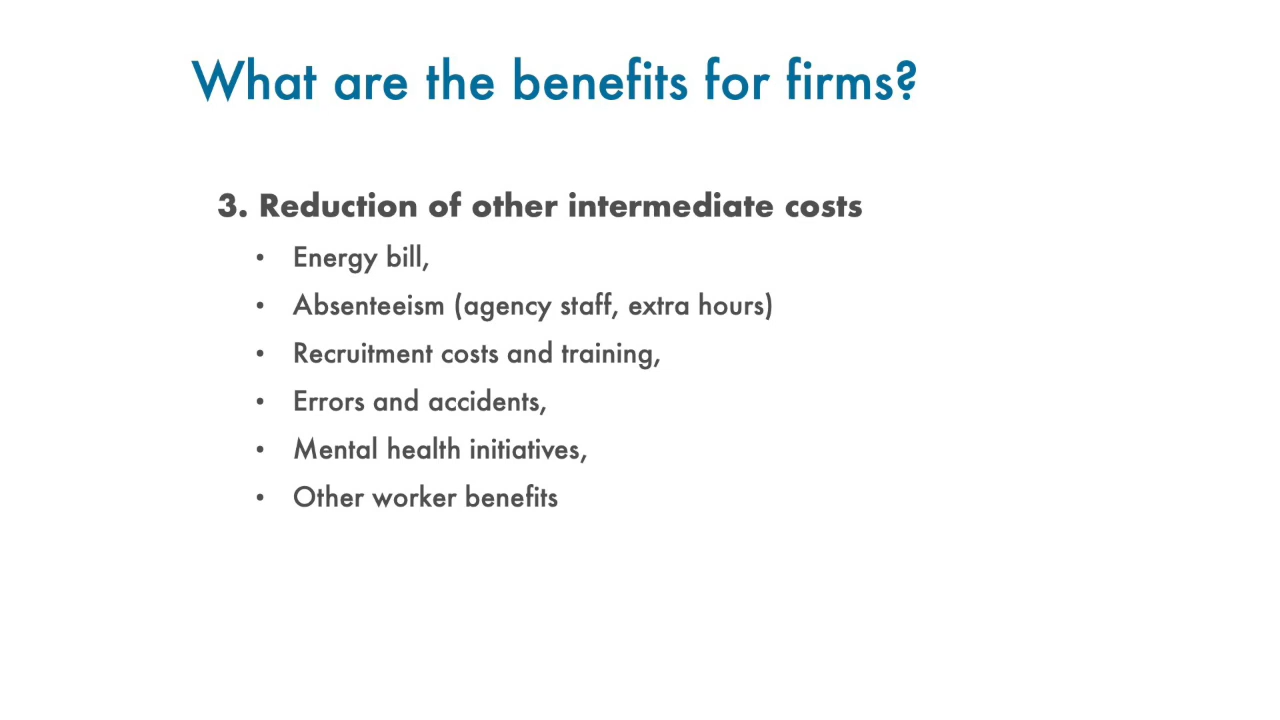 What are the benefits for firms?
3. Reduction of other intermediate costs
• Energy bill,
• Absenteeism (agency staff, extra hours)
• Recruitment costs and training,
• Errors and accidents,
• Mental health initiatives,
• Other worker benefits